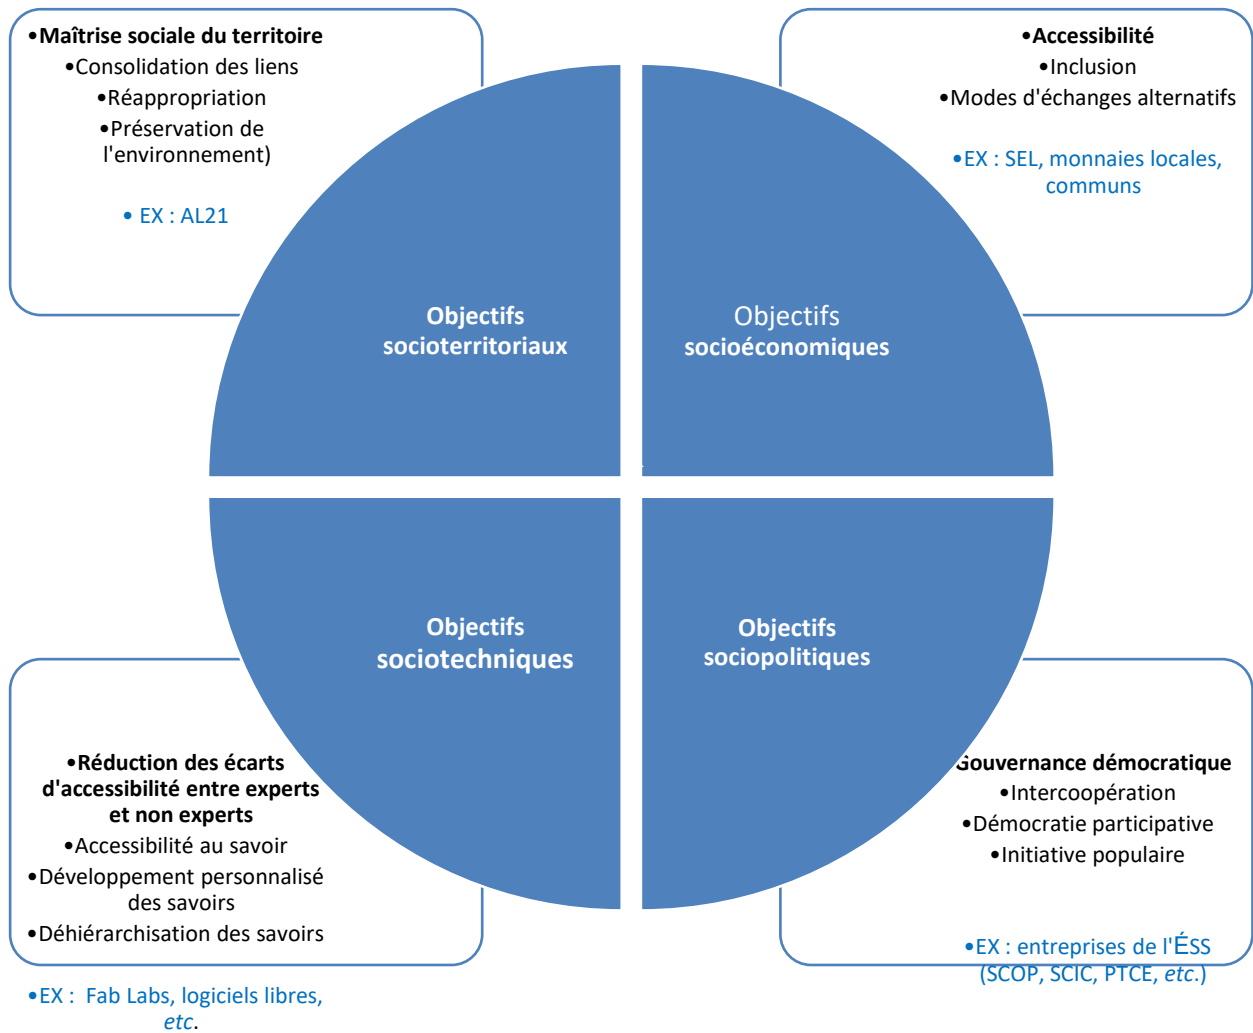 •Maîtrise sociale du territoire
•Consolidation des liens
•Réappropriation
•Préservation de
l'environnement)
• EX : AL21
•Accessibilité
•Inclusion
•Modes d'échanges alternatifs
•EX : SEL, monnaies locales,
communs
Objectifs
socioterritoriaux
Objectifs
socioéconomiques
Objectifs
sociotechniques
Objectifs
sociopolitiques
•Réduction des écarts
d'accessibilité entre experts
et non experts
•Accessibilité au savoir
•Développement personnalisé
des savoirs
•Déhiérarchisation des savoirs
•EX : Fab Labs, logiciels libres,
etc.
Gouvernance démocratique
•Intercoopération
•Démocratie participative
•Initiative populaire
•EX : entreprises de l'ÉSS
(SCOP, SCIC, PTCE, etc.)